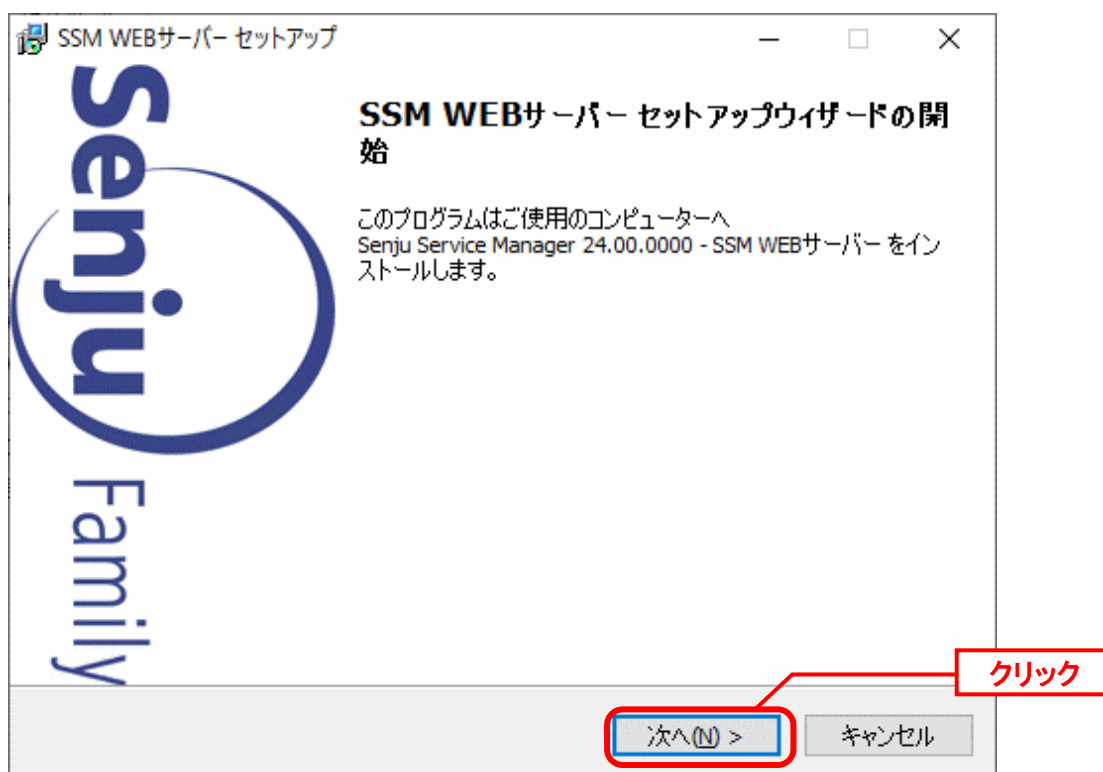 SSM WEBサーバー セットアップ
Senju Family
SSM WEBサーバー セットアップウィザードの開
始
このプログラムはご使用のコンピューターへ
Senju Service Manager 24.00.0000 - SSM WEBサーバー をイン
ストールします。
クリック
次へ(N) >
キャンセル